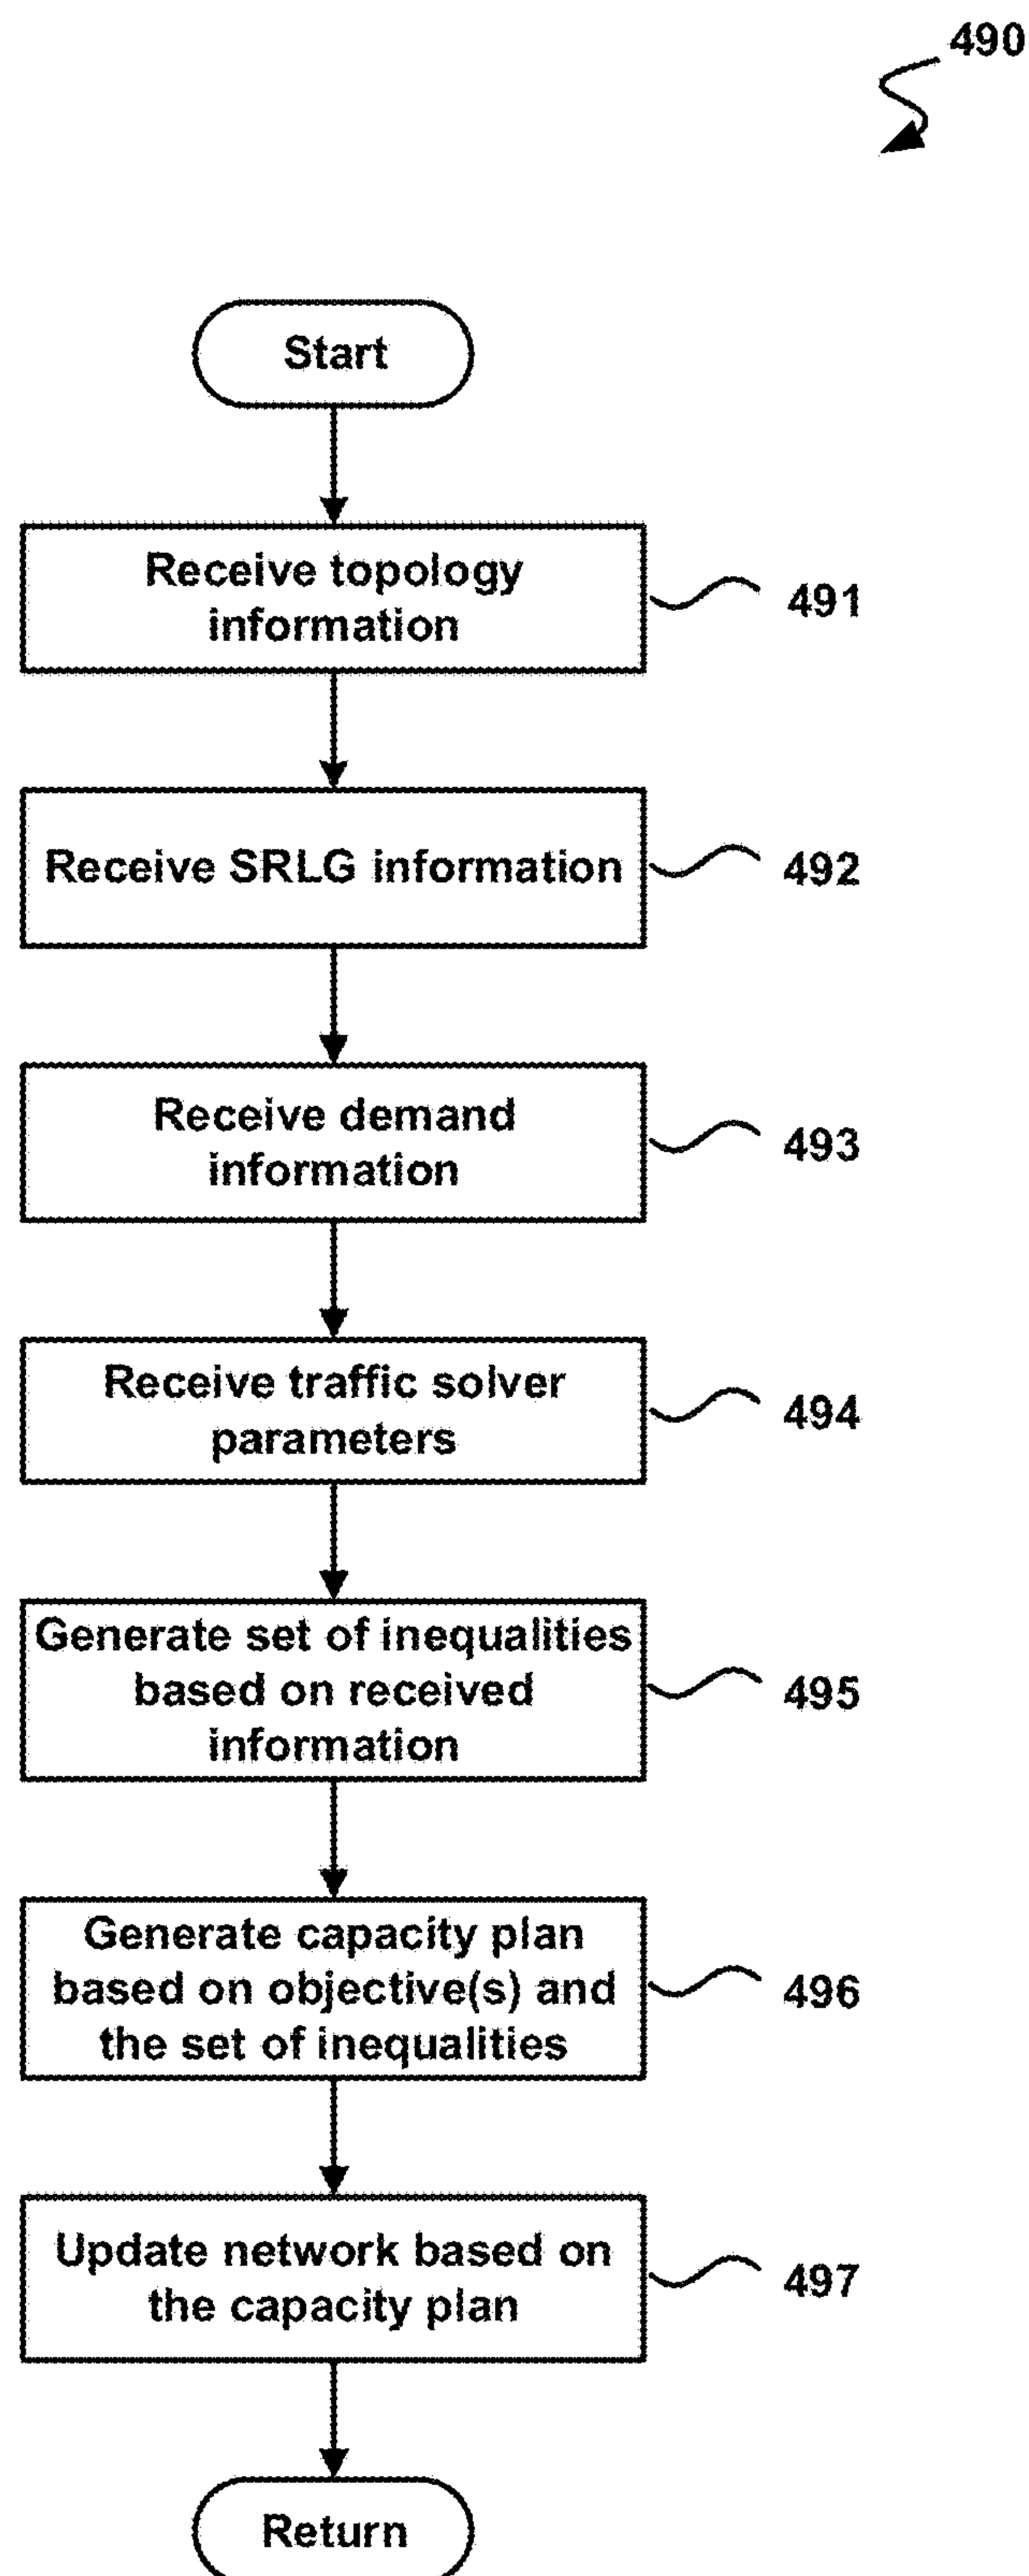 490
Start
Receive topology
information
491
Receive SRLG information
492
Receive demand
information
493
Receive traffic solver
parameters
494
Generate set of inequalities
based on received
information
495
Generate capacity plan
based on objective(s) and
the set of inequalities
496
Update network based on
the capacity plan
497
Return